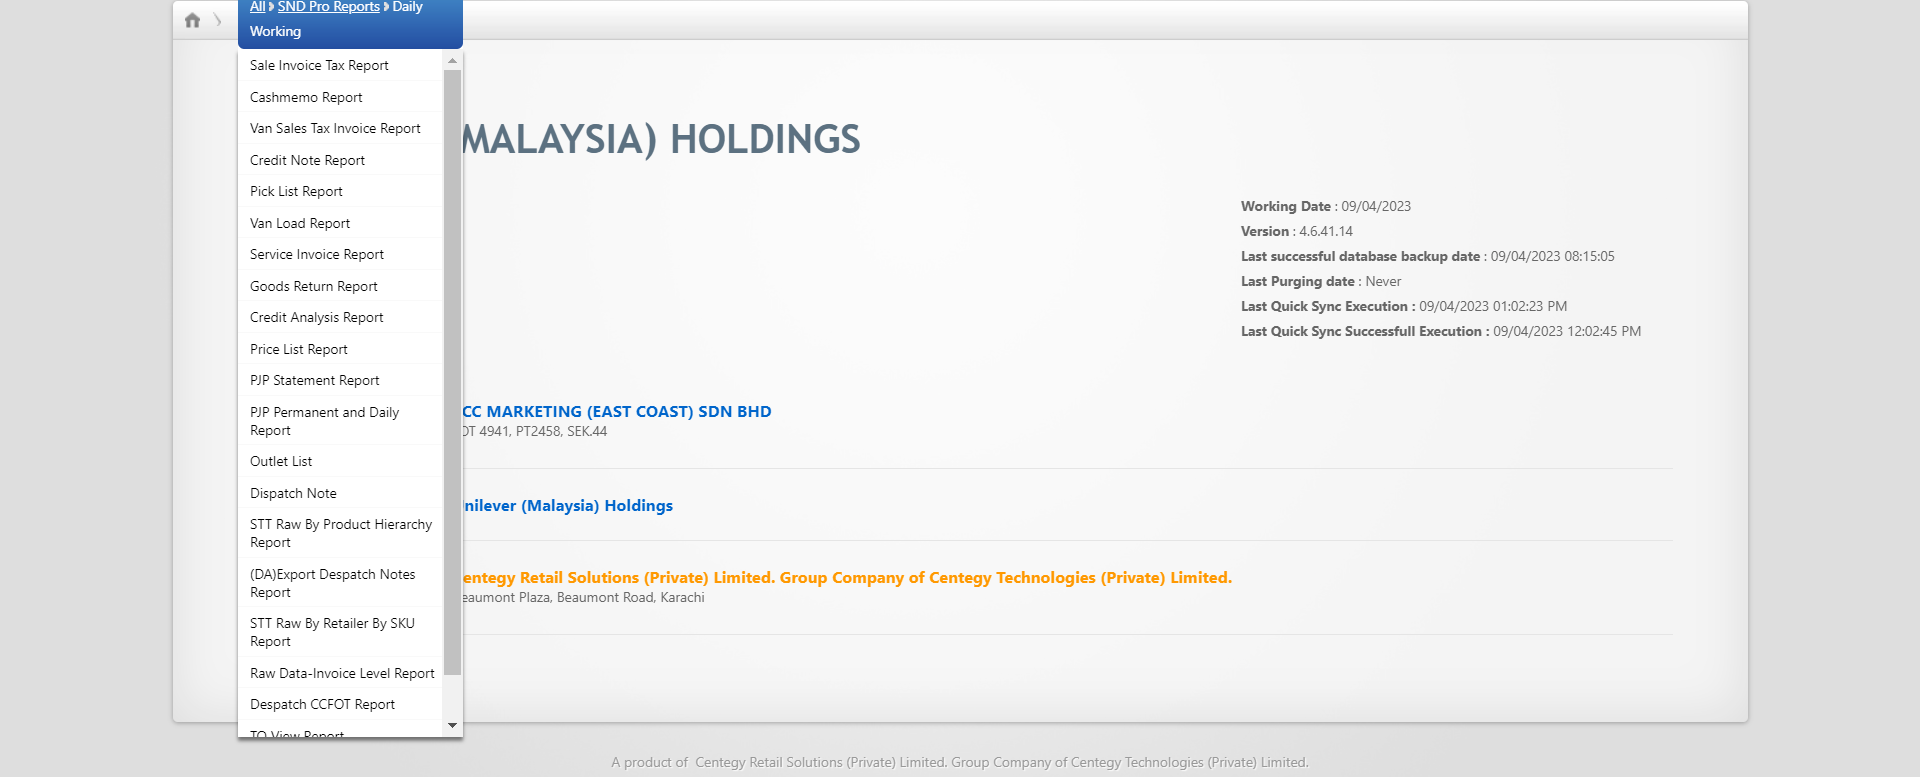 All » SND Pro Reports » Daily
Working
Sale Invoice Tax Report
Cashmemo Report
Van Sales Tax Invoice Report
Credit Note Report
Pick List Report
Van Load Report
Service Invoice Report
Goods Return Report
Credit Analysis Report
Price List Report
PJP Statement Report
PJP Permanent and Daily
Report
Outlet List
Dispatch Note
STT Raw By Product Hierarchy
Report
(DA)Export Despatch Notes
Report
STT Raw By Retailer By SKU
Report
Raw Data-Invoice Level Report
Despatch CCFOT Report
TO View Report
MALAYSIA) HOLDINGS
Working Date : 09/04/2023
Version : 4.6.41.14
Last successful database backup date : 09/04/2023 08:15:05
Last Purging date : Never
Last Quick Sync Execution : 09/04/2023 01:02:23 PM
Last Quick Sync Successfull Execution : 09/04/2023 12:02:45 PM
CC MARKETING (EAST COAST) SDN BHD
OT 4941, PT2458, SEK.44
nilever (Malaysia) Holdings
entegy Retail Solutions (Private) Limited. Group Company of Centegy Technologies (Private) Limited.
eaumont Plaza, Beaumont Road, Karachi
A product of Centegy Retail Solutions (Private) Limited. Group Company of Centegy Technologies (Private) Limited.